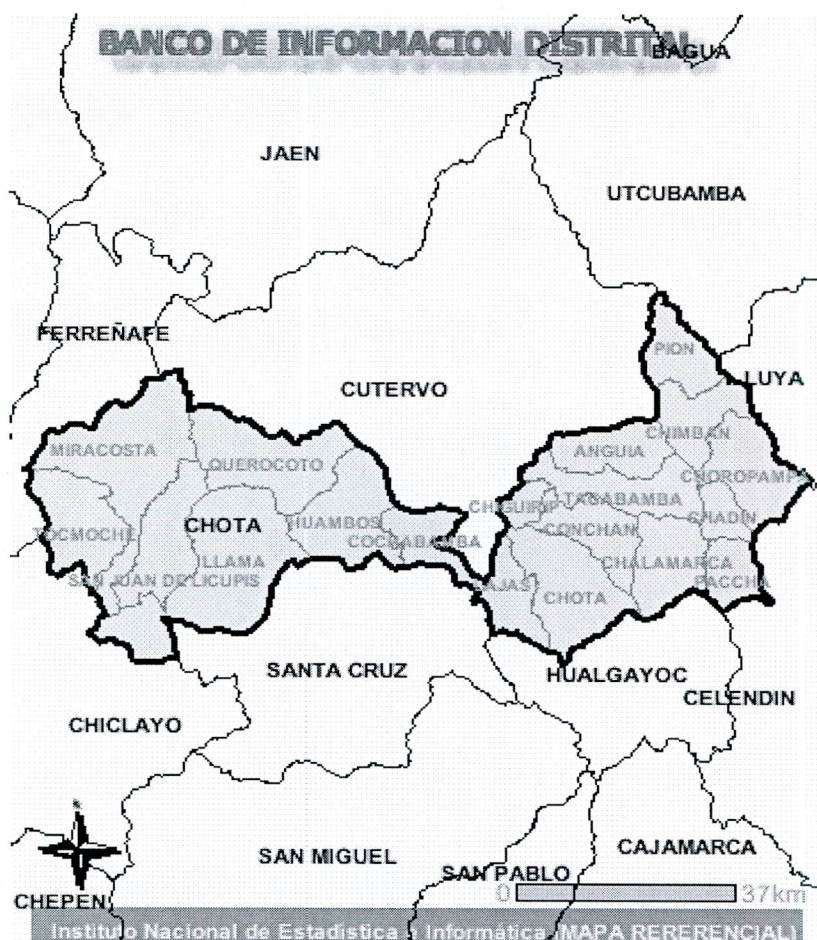 BANCO DE INFORMACION DISTRITAL
BAGUA
JAEN
UTCUBAMBA
FERREÑAFE
PION
LUYA
CUTERVO
CHIMBAN
MIRACOSTA
ANGUIA
QUEROCOTO
CHOROPAMPA
CHIGUIRIP
TACABAMBA
CHADIN
TOCMOCHE
CHOTA
HUAMBOS
CONCHAN
COCHABAMBA
LLAMA
CHALAMARCA
SAN JUAN DE LICUPIS
LAJAS
PACCHA
CHOTA
SANTA CRUZ
HUALGAYOC
CELENDIN
CHICLAYO
CAJAMARCA
SAN MIGUEL
SAN PABLO
0 37km
CHEPEN
Instituto Nacional de Estadística e Informática (MAPA RERERENCIAL)